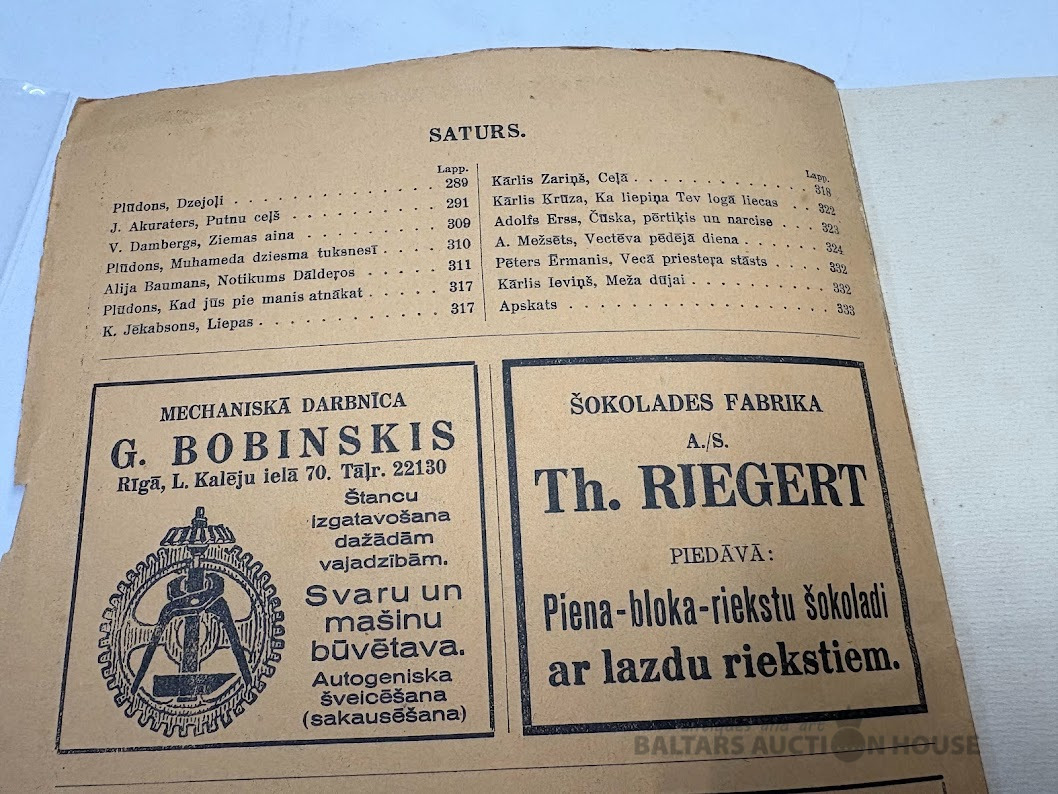 SATURS.
Lapp.
Plūdons, Dzejoļi . . . . . . . . . . . . 289
J. Akuraters, Putnu ceļš . . . . . . . . . . 291
V. Dambergs, Ziemas aina . . . . . . . . . 309
Plūdons, Muhameda dziesma tuksnesī . . . . 310
Alija Baumans, Notikums Dālderos . . . . . 311
Plūdons, Kad jūs pie manis atnākat . . . . . 317
K. Jēkabsons, Liepas . . . . . . . . . . . 317
Lapp.
Kārlis Zariņš, Ceļā . . . . . . . . . . . 318
Kārlis Krūza, Ka liepiņa Tev logā liecas . . 322
Adolfs Erss, Čūska, pērtiķis un narcise . . . 323
A. Mežsēts, Vectēva pēdējā diena . . . . . 324
Pēters Ērmanis, Vecā priestera stāsts . . . . 332
Kārlis Ieviņš, Meža dūjai . . . . . . . . . 332
Apskats . . . . . . . . . . . . . . . 333
MECHANISKĀ DARBNĪCA
G. BOBINSKIS
Rīgā, L. Kalēju ielā 70. Tāļr. 22130
Štancu
izgatavošana
dažādām
vajadzībām.
Svaru un
mašinu
būvētava.
Autogeniska
šveicēšana
(sakausēšana)
ŠOKOLADES FABRIKA
A./S.
Th. RIEGERT
PIEDĀVĀ:
Piena-bloka-riekstu šokoladi
ar lazdu riekstiem.
antiques and art
BALTARS AUCTION HOUSE